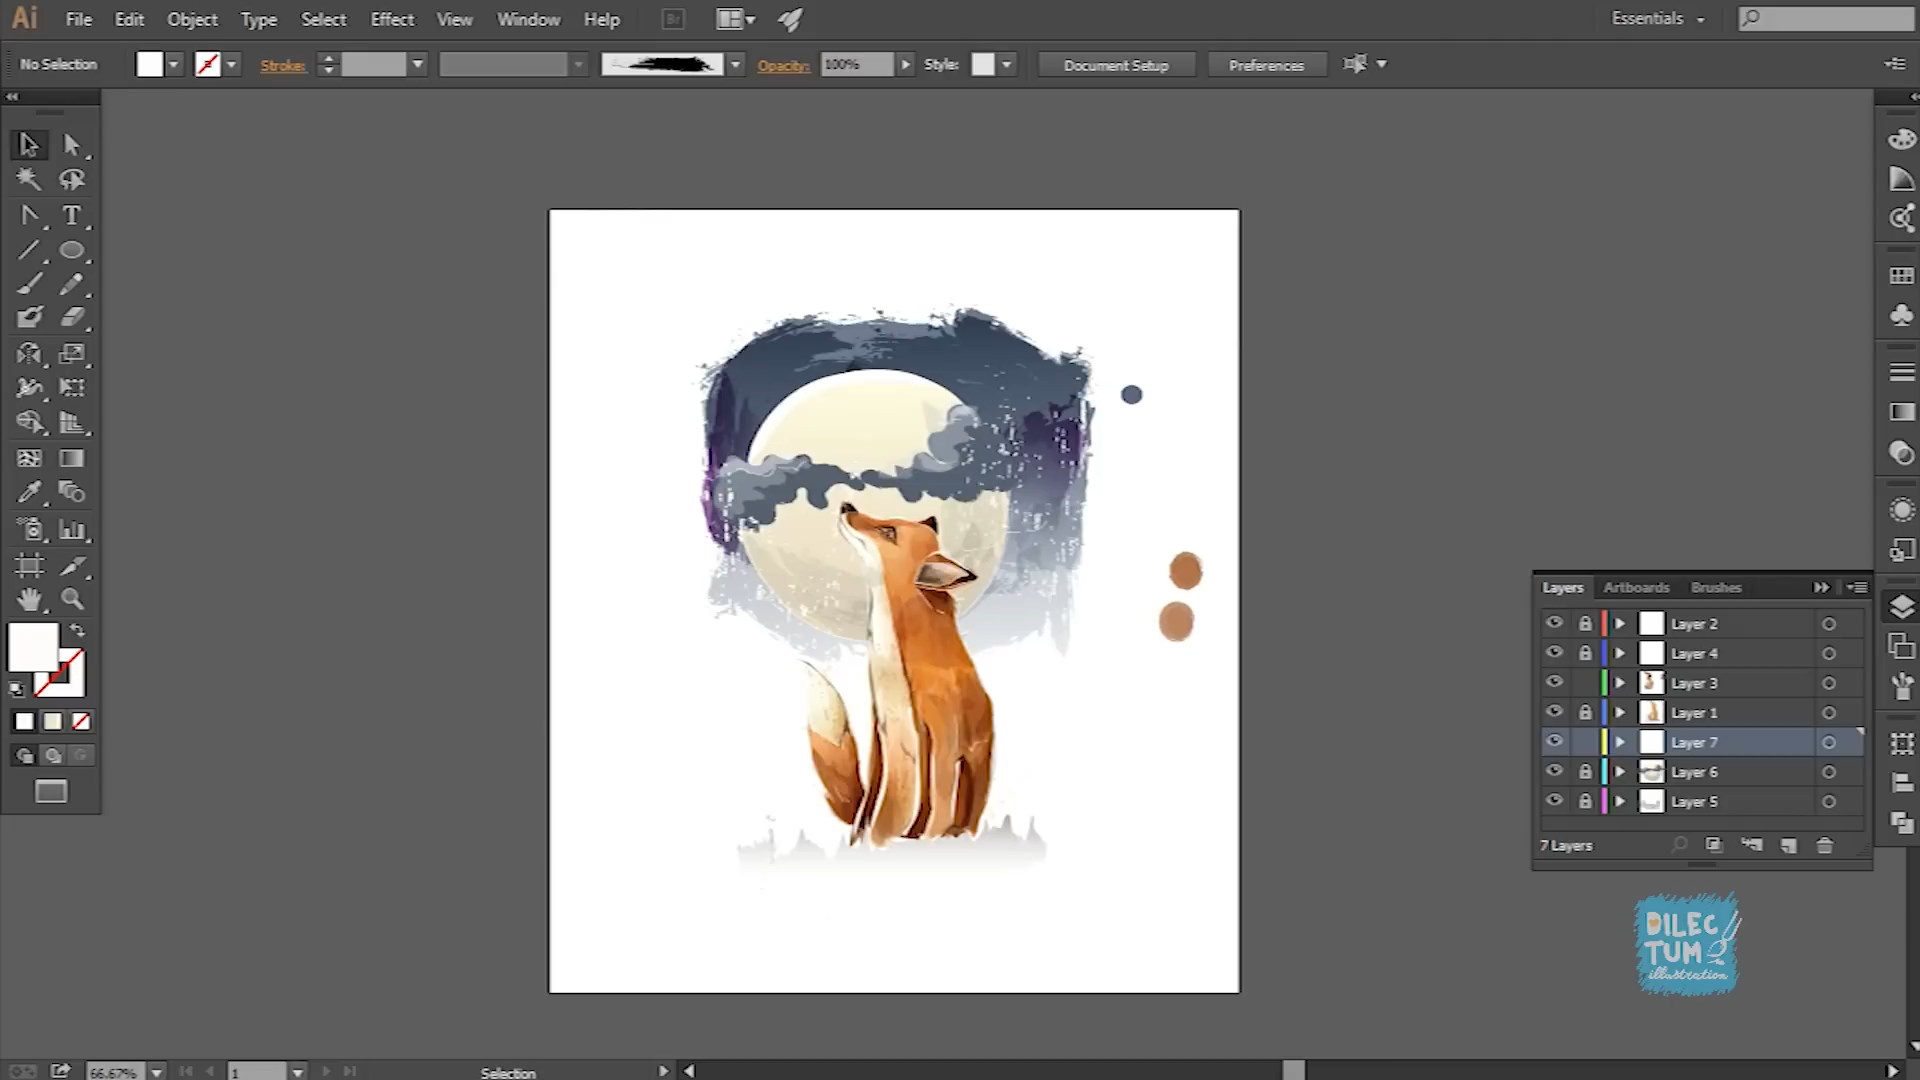 Ai File Edit Object Type Select Effect View Window Help Br Essentials
No Selection Stroke: Opacity: 100% Style: Document Setup Preferences
T
Layers Artboards Brushes
Layer 2
Layer 4
Layer 3
Layer 1
Layer 7
Layer 6
Layer 5
7 Layers
DILEC
TUM
illustration
66.67% 1 Selection